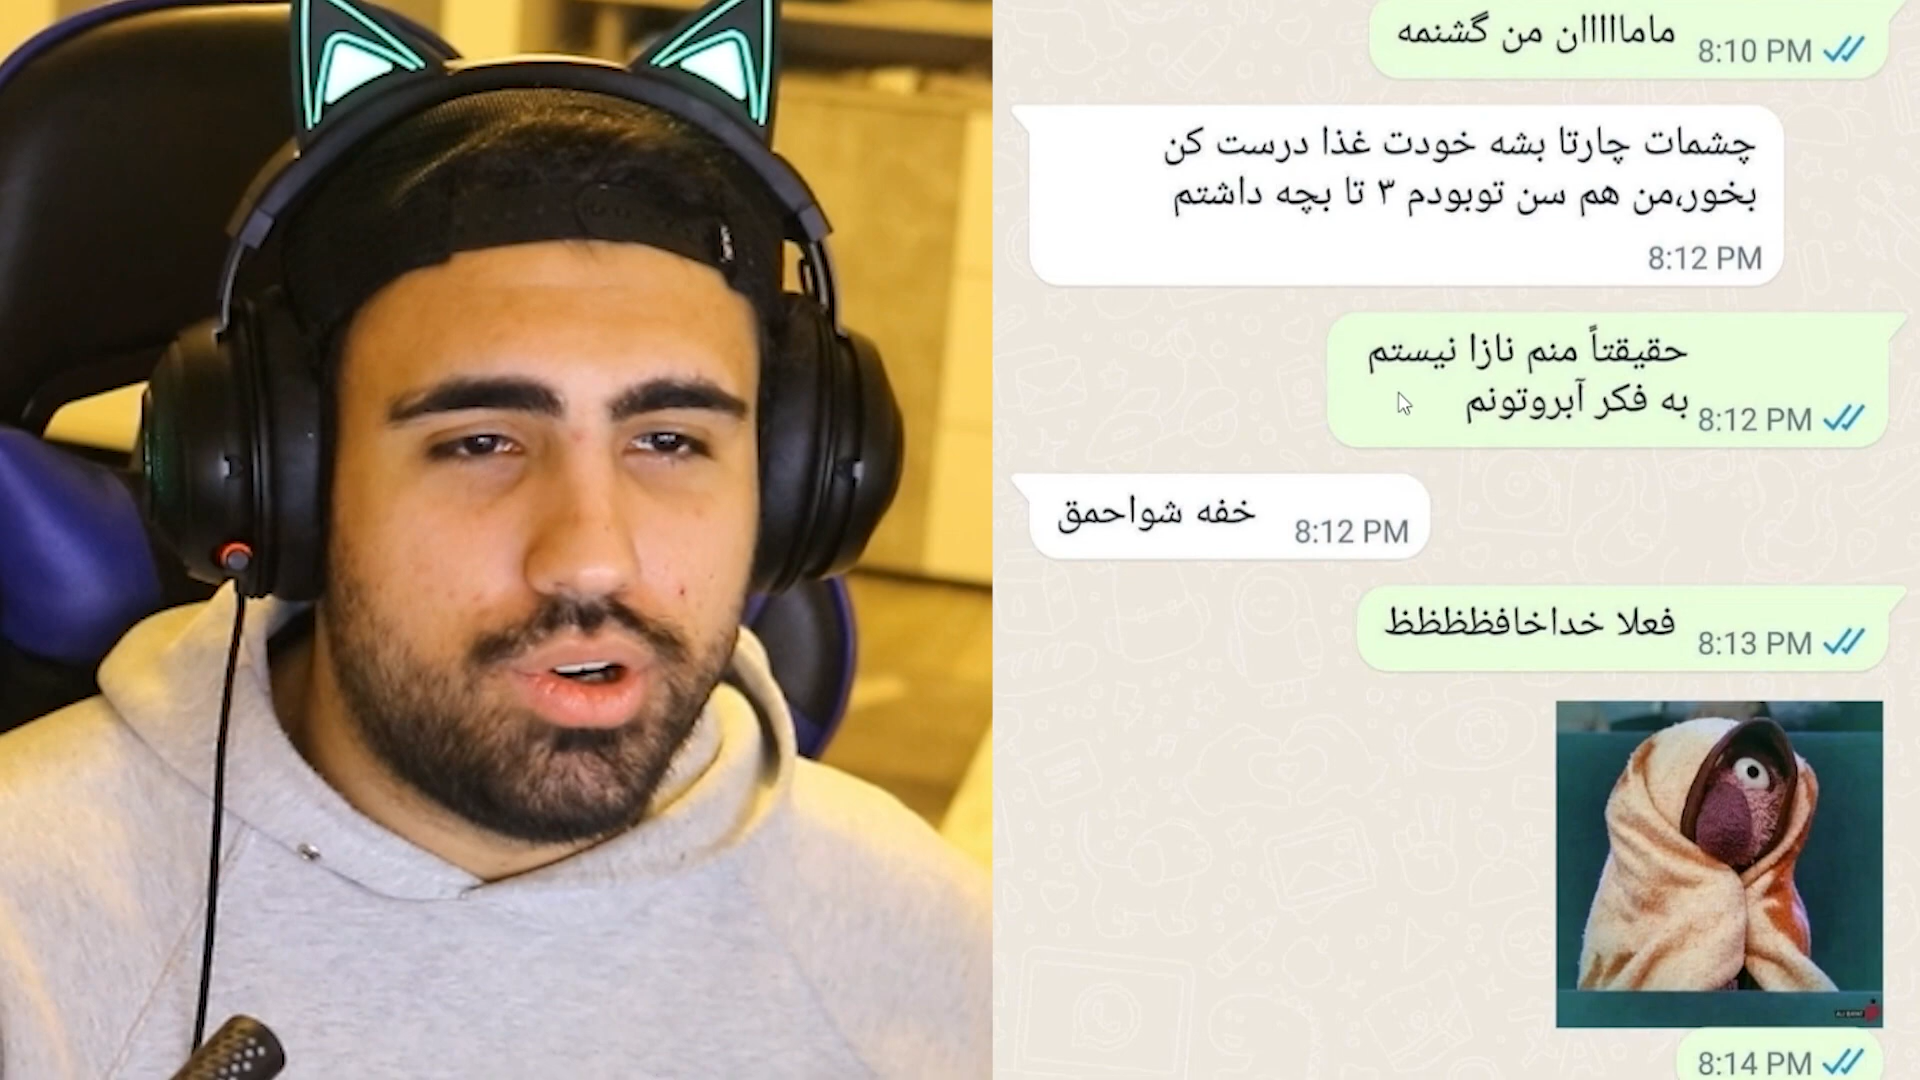 ماماااااان من گشنمه
8:10 PM
چشمات چارتا بشه خودت غذا درست کن
بخور،من هم سن توبودم ۳ تا بچه داشتم
8:12 PM
حقیقتاً منم نازا نیستم
به فکر آبروتونم
8:12 PM
خفه شواحمق
8:12 PM
فعلا خداخافظظظظ
8:13 PM
8:14 PM